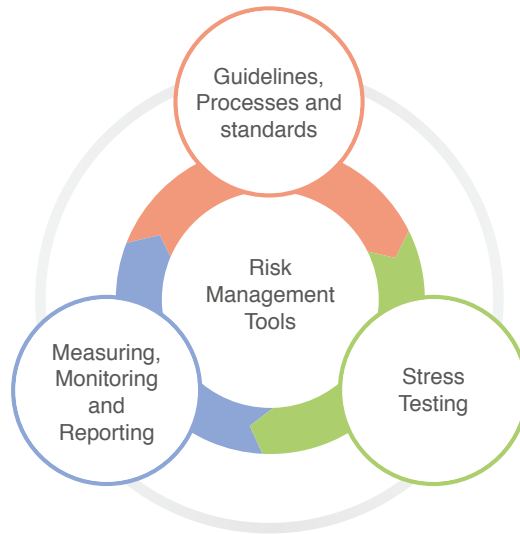 Guidelines,
Processes and
standards
Risk
Management
Tools
Measuring,
Monitoring
and
Reporting
Stress
Testing